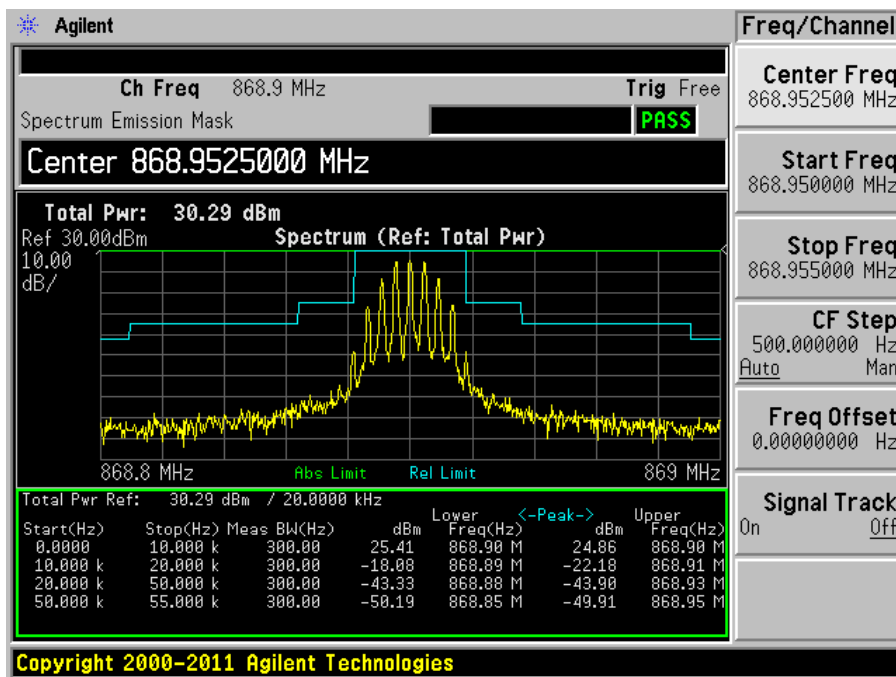 Agilent
Freq/Channel
Ch Freq 868.9 MHz Trig Free
Spectrum Emission Mask PASS
Center 868.9525000 MHz
Total Pwr: 30.29 dBm
Ref 30.00dBm Spectrum (Ref: Total Pwr)
10.00
dB/
868.8 MHz Abs Limit Rel Limit 869 MHz
Total Pwr Ref: 30.29 dBm / 20.0000 kHz
Lower <-Peak-> Upper
Start(Hz) Stop(Hz) Meas BW(Hz) dBm Freq(Hz) dBm Freq(Hz)
0.0000 10.000 k 300.00 25.41 868.90 M 24.86 868.90 M
10.000 k 20.000 k 300.00 -18.08 868.89 M -22.18 868.91 M
20.000 k 50.000 k 300.00 -43.33 868.88 M -43.90 868.93 M
50.000 k 55.000 k 300.00 -50.19 868.85 M -49.91 868.95 M
Center Freq
868.952500 MHz
Start Freq
868.950000 MHz
Stop Freq
868.955000 MHz
CF Step
500.000000 Hz
Auto Man
Freq Offset
0.00000000 Hz
Signal Track
On Off
Copyright 2000-2011 Agilent Technologies